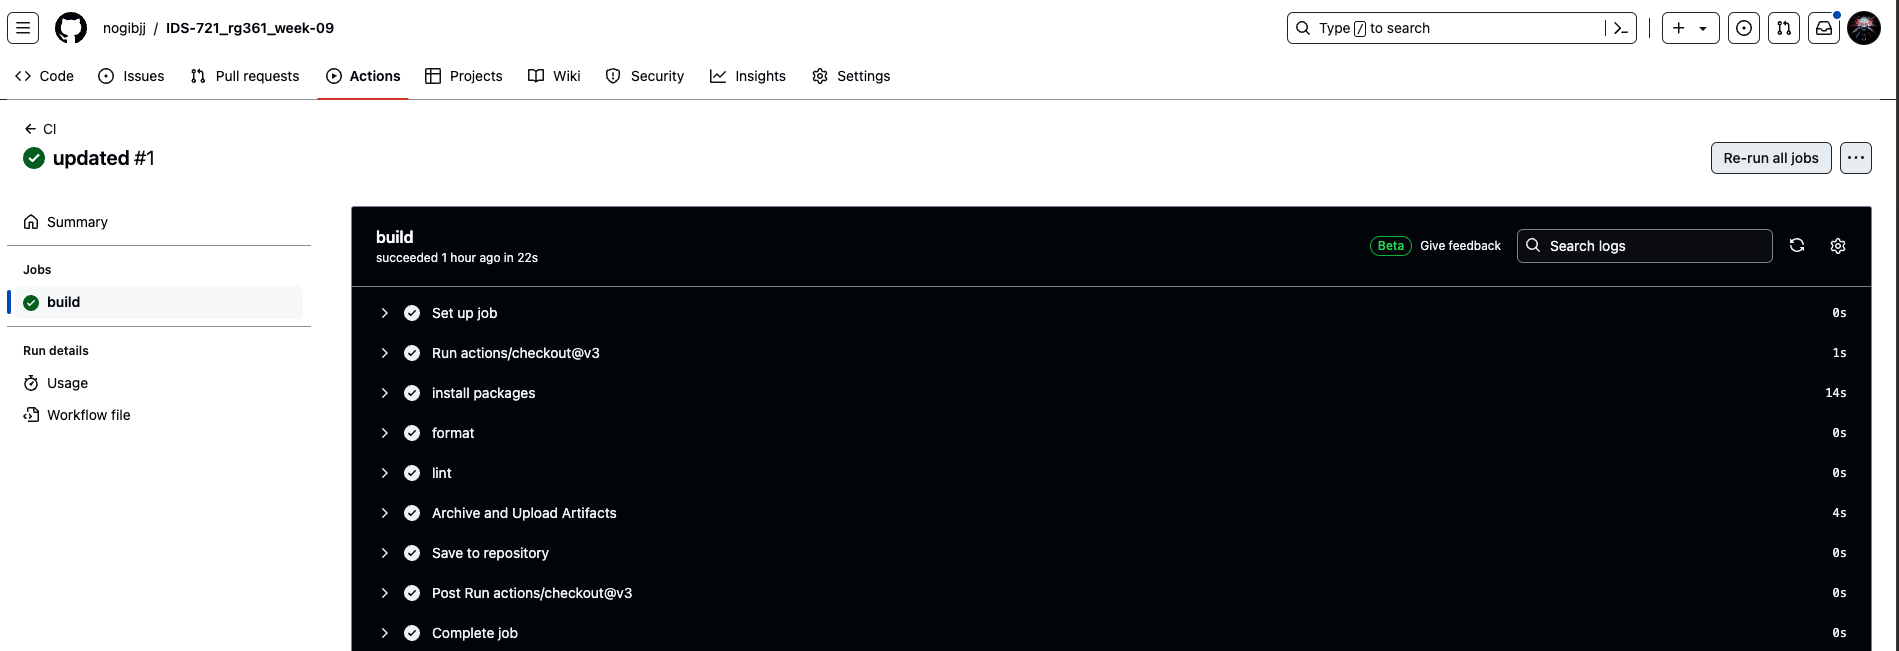 nogibjj / IDS-721_rg361_week-09
Type / to search
Code Issues Pull requests Actions Projects Wiki Security Insights Settings
CI
updated #1
Re-run all jobs
Summary
Jobs
build
Run details
Usage
Workflow file
build
succeeded 1 hour ago in 22s
Beta Give feedback
Search logs
Set up job 0s
Run actions/checkout@v3 1s
install packages 14s
format 0s
lint 0s
Archive and Upload Artifacts 4s
Save to repository 0s
Post Run actions/checkout@v3 0s
Complete job 0s